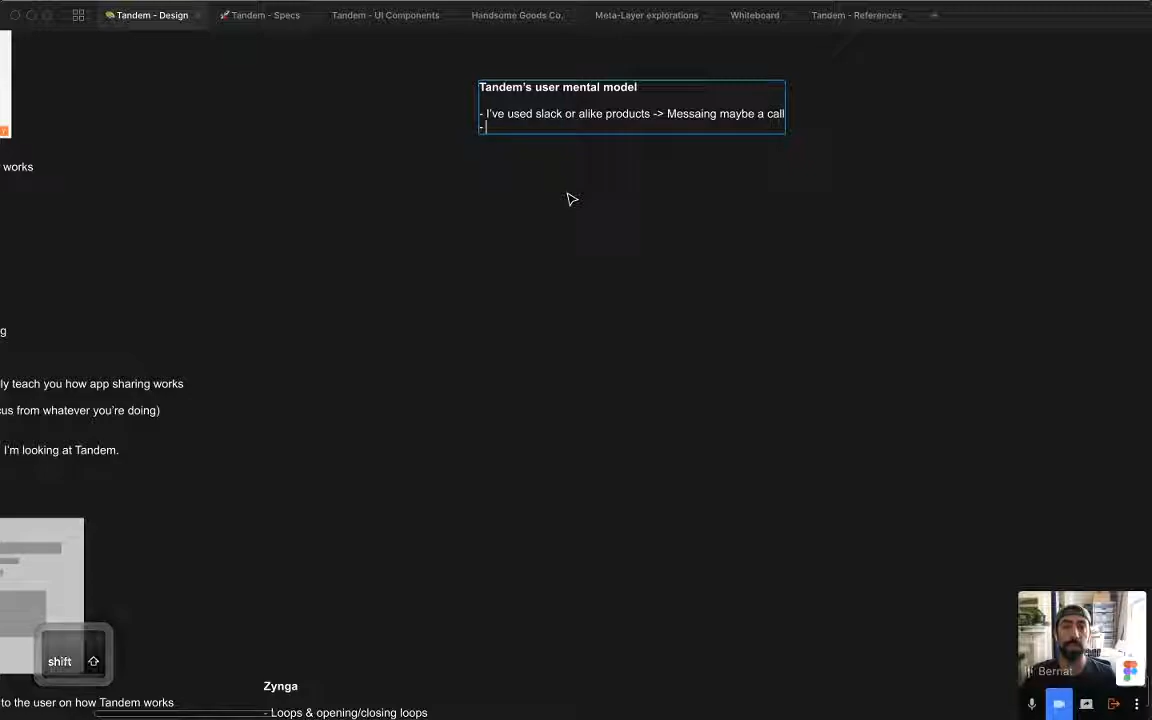 Tandem - Design
Tandem - Specs
Tandem - UI Components
Handsome Goods Co.
Meta-Layer explorations
Whiteboard
Tandem - References
Tandem's user mental model
- I've used slack or alike products -> Messaing maybe a call
-
works
g
ly teach you how app sharing works
cus from whatever you're doing)
I'm looking at Tandem.
shift
to the user on how Tandem works
Zynga
- Loops & opening/closing loops
Bernat